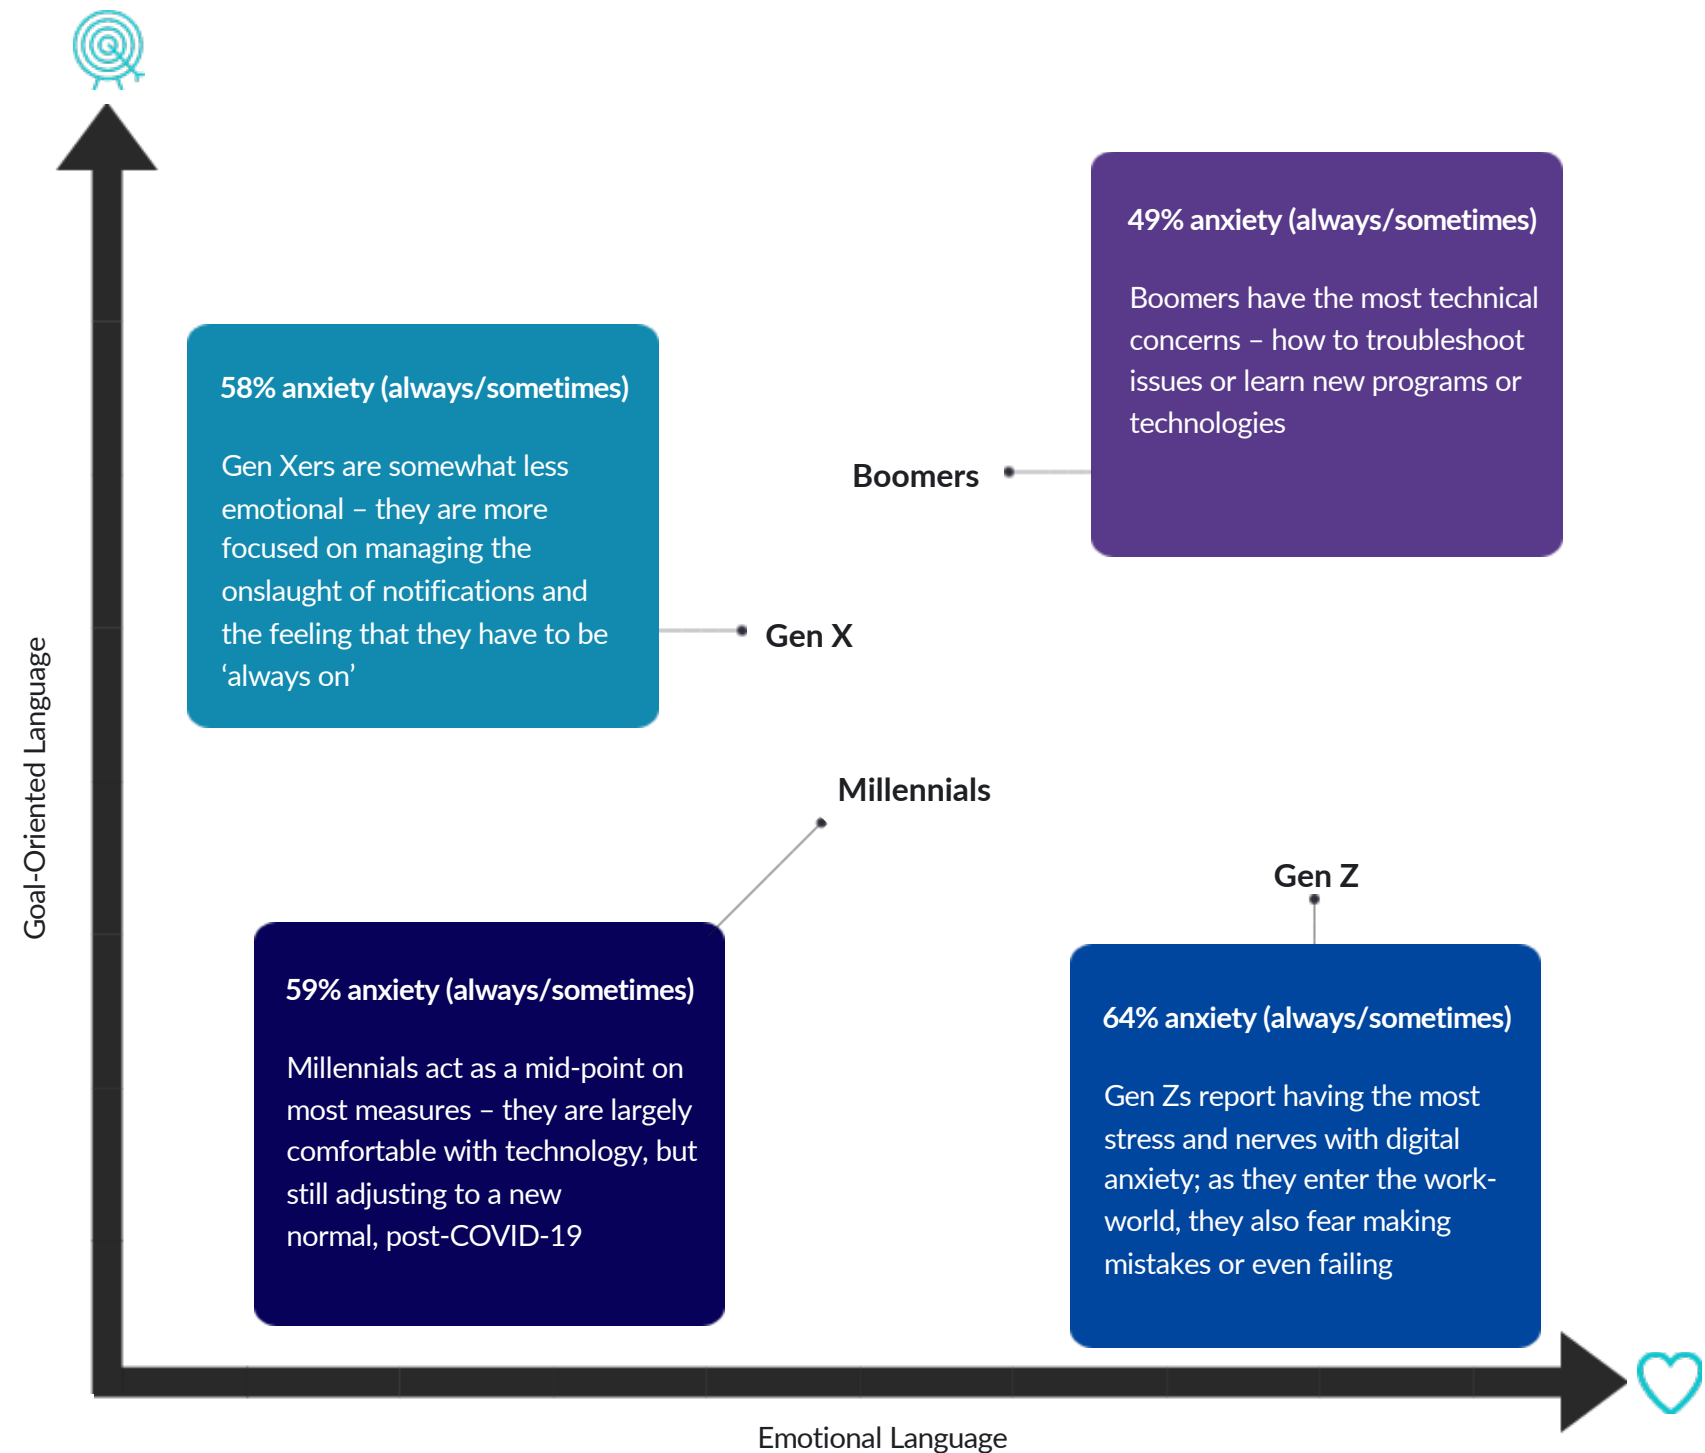 49% anxiety (always/sometimes)
Boomers have the most technical
concerns – how to troubleshoot
issues or learn new programs or
technologies
Boomers
58% anxiety (always/sometimes)
Gen Xers are somewhat less
emotional – they are more
focused on managing the
onslaught of notifications and
the feeling that they have to be
‘always on’
Gen X
Goal-Oriented Language
Millennials
59% anxiety (always/sometimes)
Millennials act as a mid-point on
most measures – they are largely
comfortable with technology, but
still adjusting to a new
normal, post-COVID-19
Gen Z
64% anxiety (always/sometimes)
Gen Zs report having the most
stress and nerves with digital
anxiety; as they enter the work-
world, they also fear making
mistakes or even failing
Emotional Language